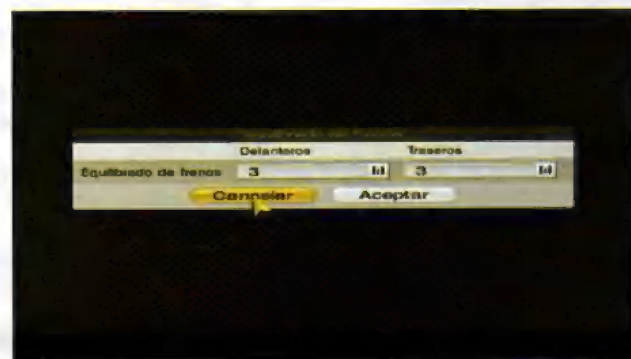 Delanteros Traseros
Equilibrado de frenos 3 3
Cancelar Aceptar